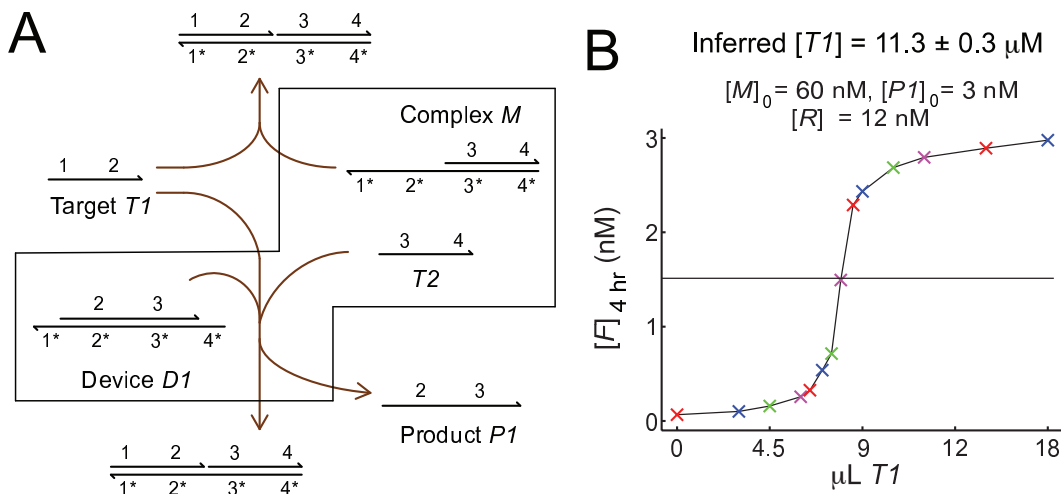 A
1 2 3 4
1* 2* 3* 4*
1 2
Target T1
Complex M
3 4
1* 2* 3* 4*
3 4
T2
2 3
1* 2* 3* 4*
Device D1
2 3
Product P1
1 2 3 4
1* 2* 3* 4*
B
Inferred [T1] = 11.3 ± 0.3 μM
[M]0 = 60 nM, [P1]0 = 3 nM
[R] = 12 nM
[F]4 hr (nM)
3
2
1
0
0 4.5 9 12 18
μL T1